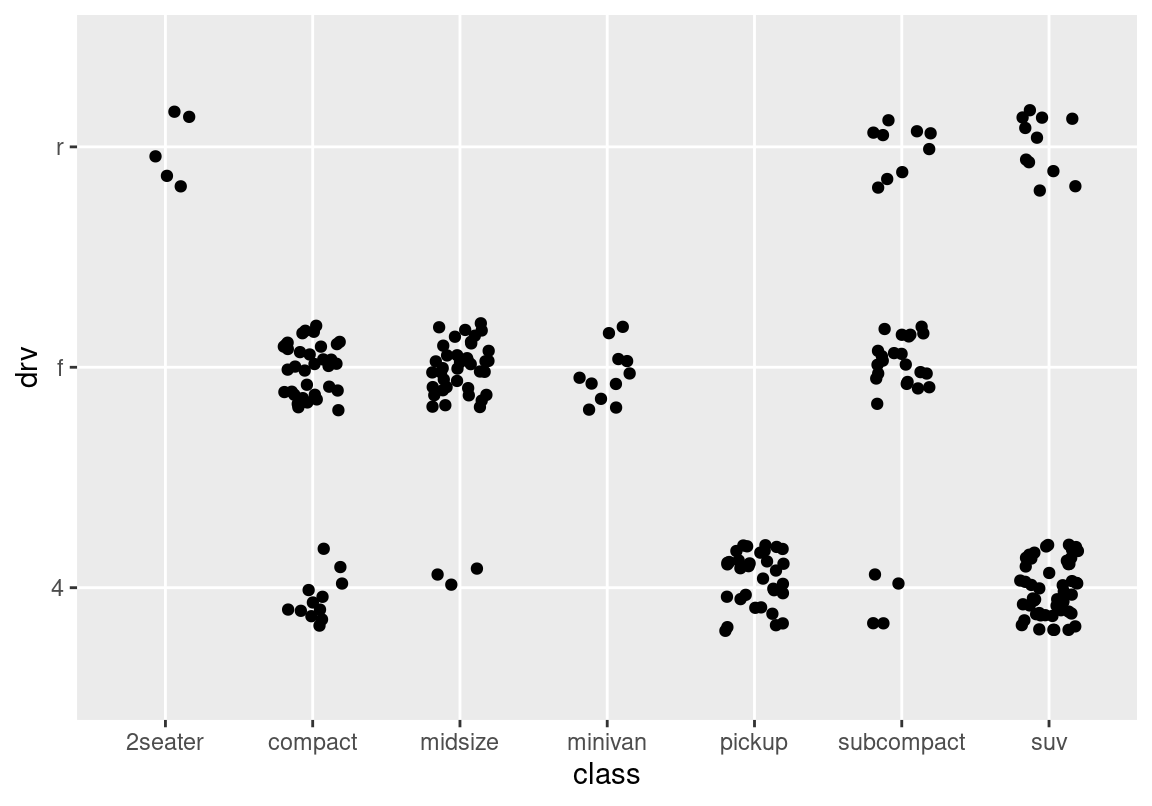 drv
r
f
4
2seater compact midsize minivan pickup subcompact suv
class